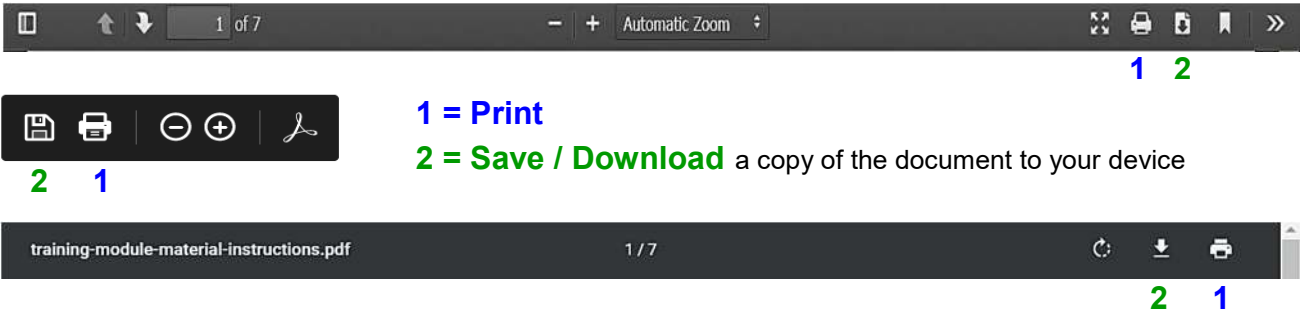 1 of 7 Automatic Zoom
1 2
1 = Print
2 = Save / Download a copy of the document to your device
2 1
training-module-material-instructions.pdf 1 / 7
2 1